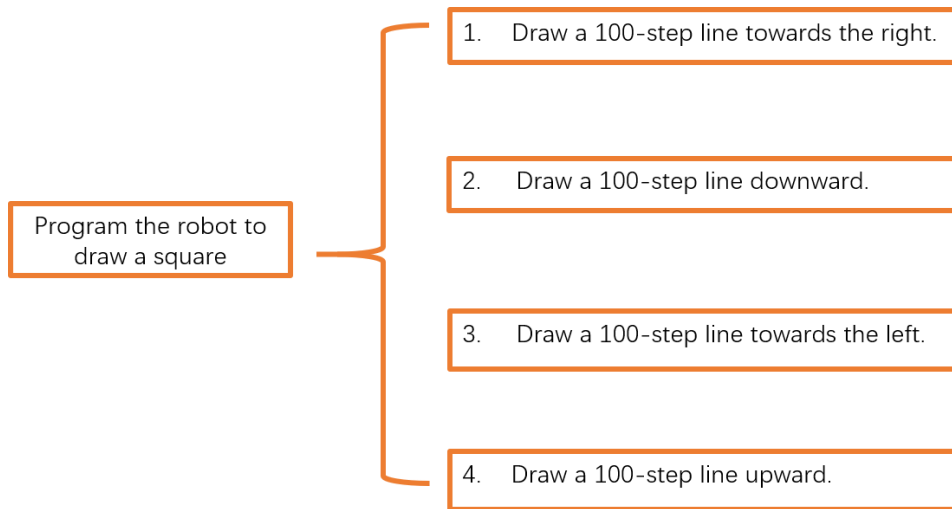 Program the robot to
draw a square
1. Draw a 100-step line towards the right.
2. Draw a 100-step line downward.
3. Draw a 100-step line towards the left.
4. Draw a 100-step line upward.